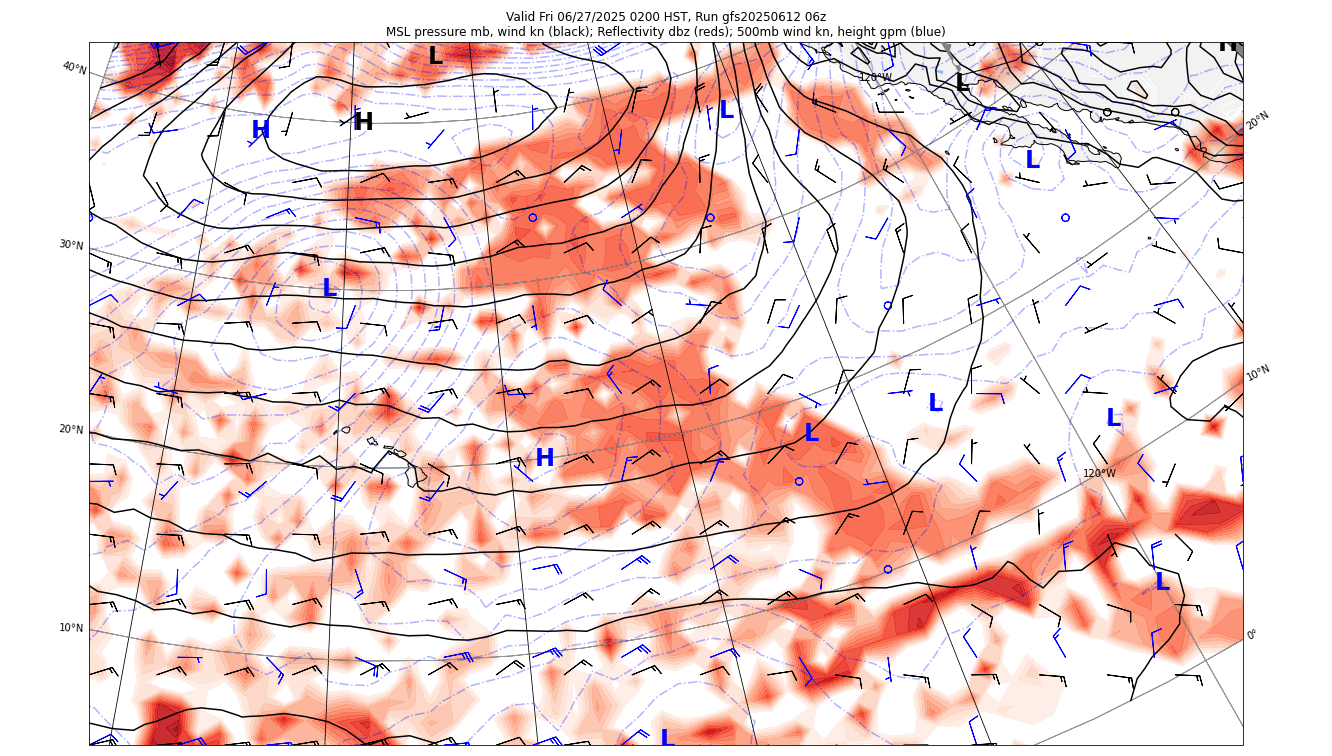 Valid Fri 06/27/2025 0200 HST, Run gfs20250612 06z
MSL pressure mb, wind kn (black); Reflectivity dbz (reds); 500mb wind kn, height gpm (blue)
H
L
40°N
120°W
L
L
H
H
20°N
L
30°N
L
10°N
L
L
20°N
L
H
120°W
L
10°N
0°
L